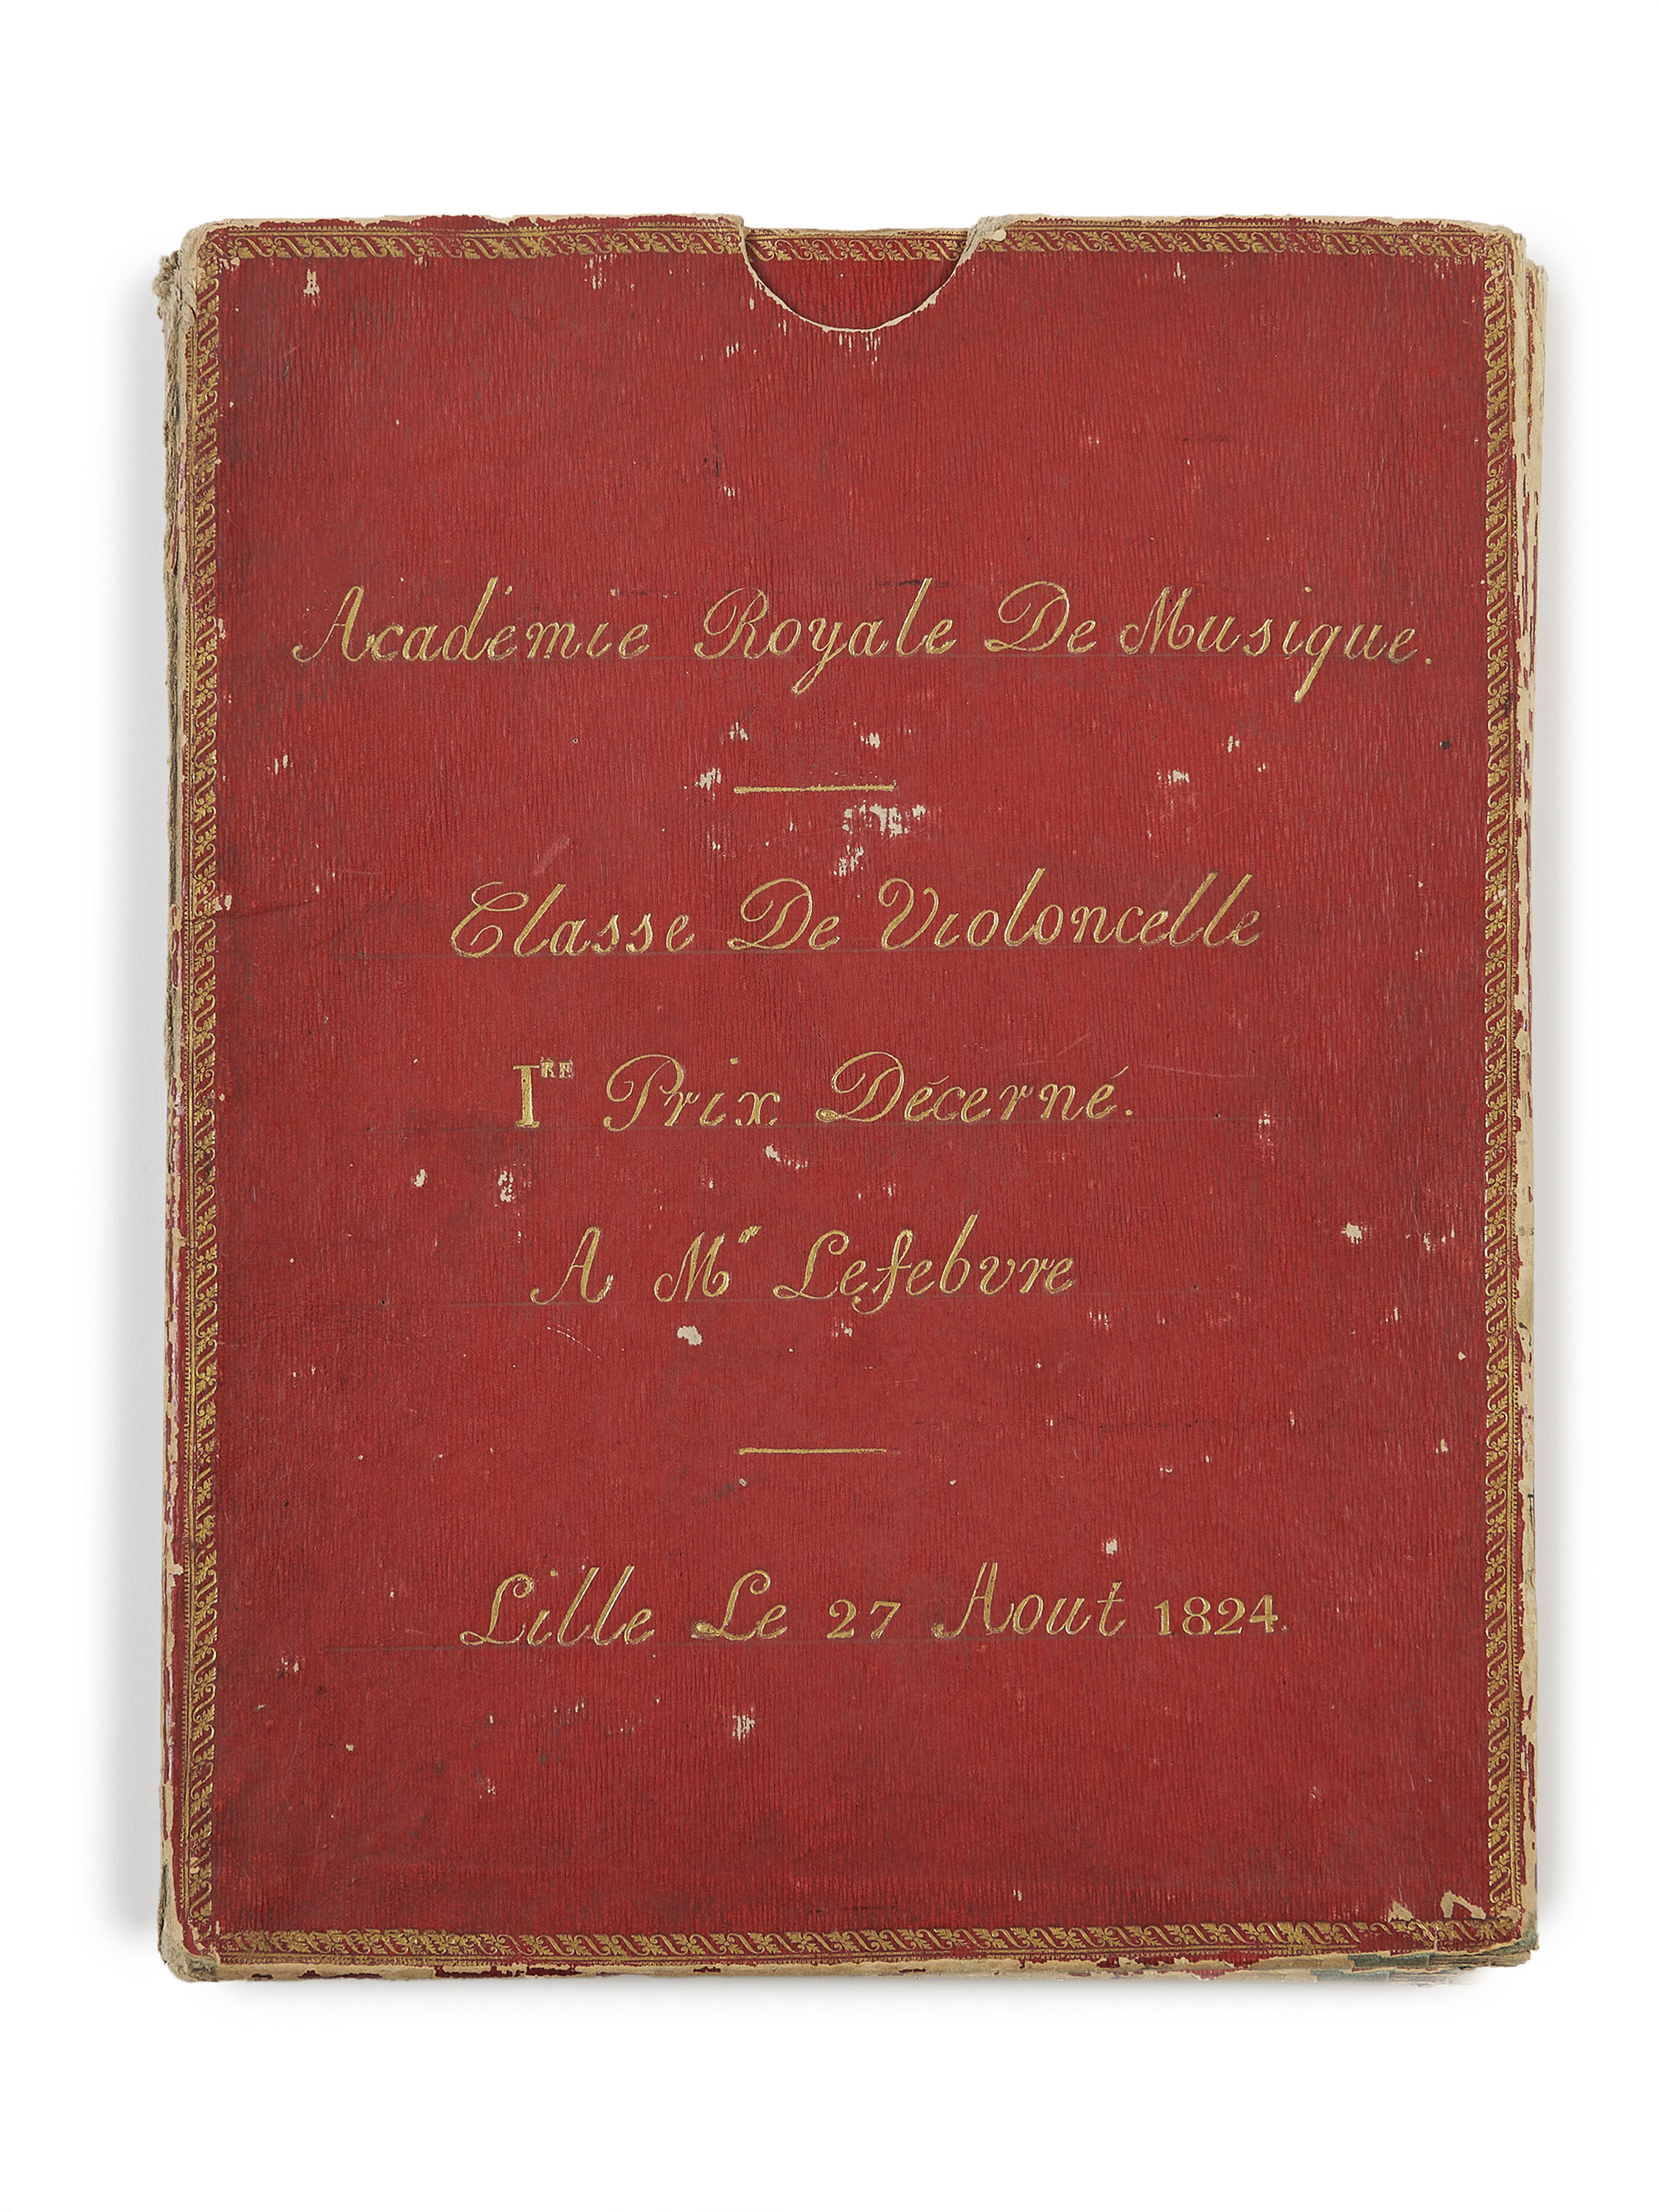 Académie Royale De Musique.
Classe De Violoncelle
Iᴿᴱ Prix Décerné.
A Mʳ Lefebvre
Lille Le 27 Aout 1824.